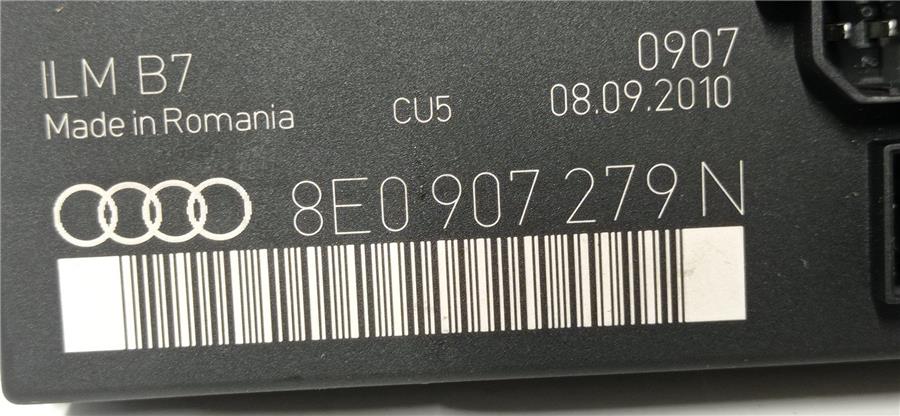 ILM B7
Made in Romania
CU5
0907
08.09.2010
8E0 907 279 N